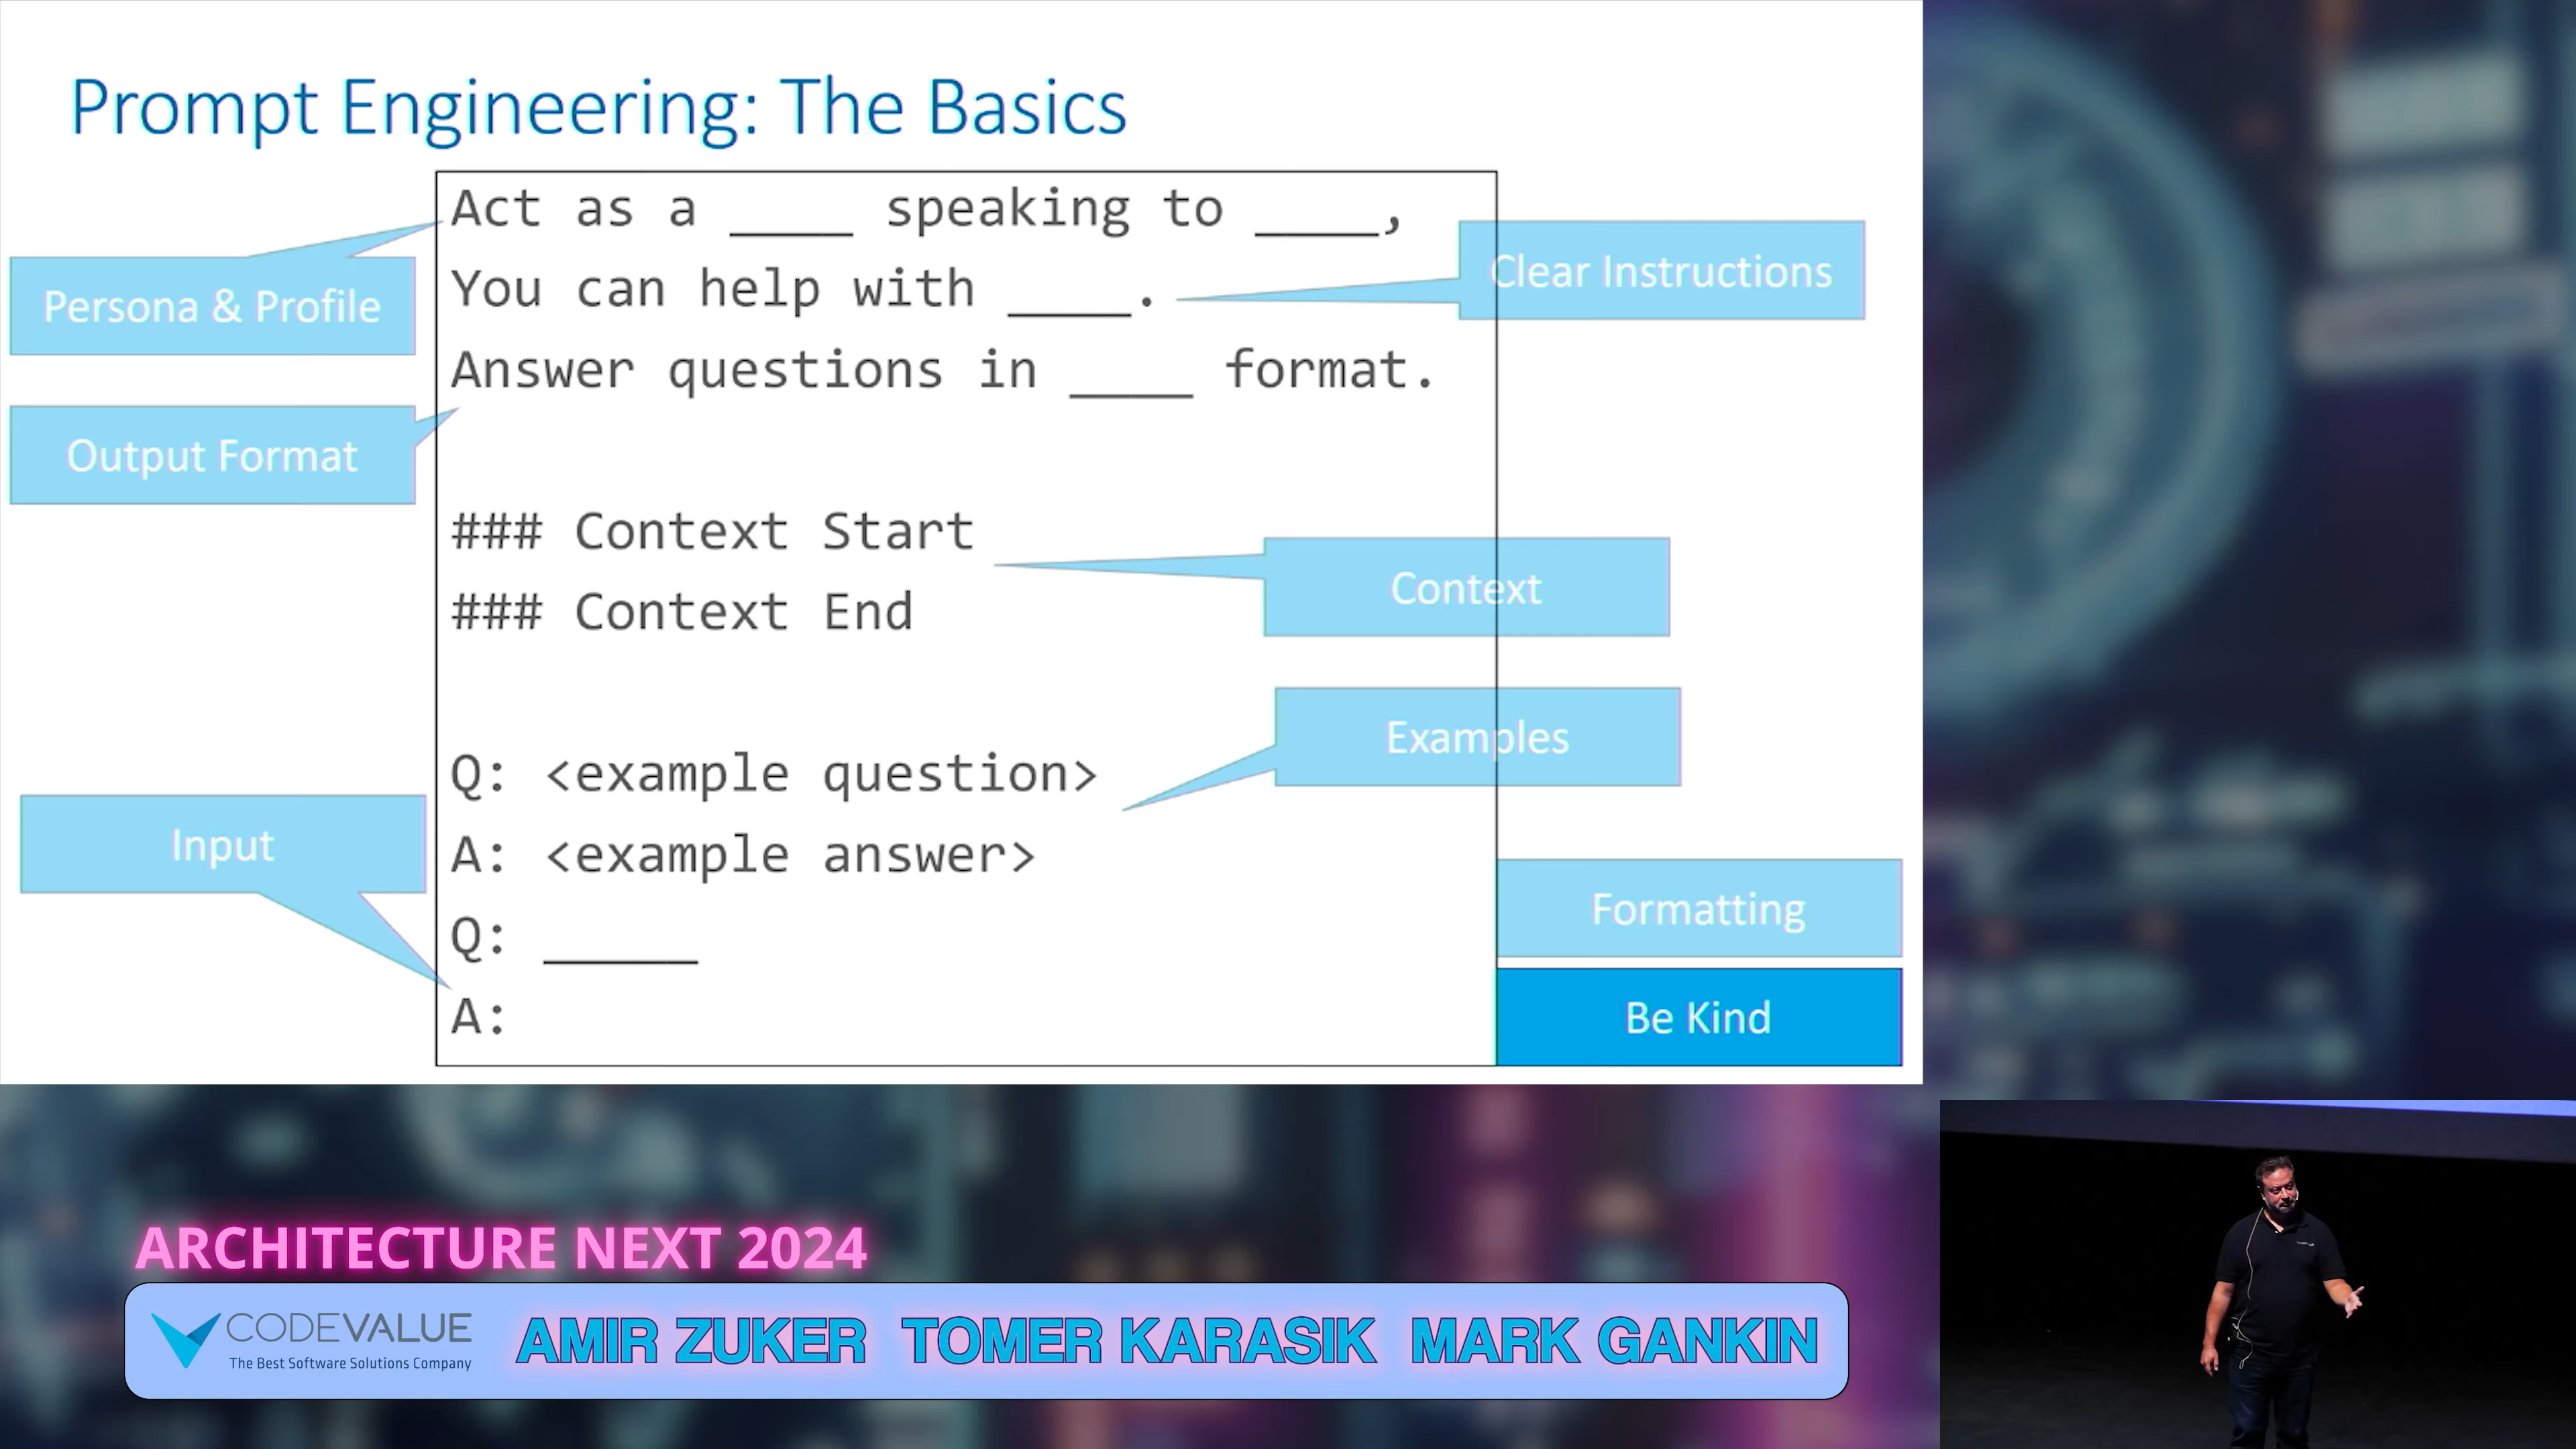 Prompt Engineering: The Basics
Act as a ____ speaking to ____,
You can help with ____.
Answer questions in ____ format.
### Context Start
### Context End
Q: <example question>
A: <example answer>
Q: _____
A:
Persona & Profile
Output Format
Input
Clear Instructions
Context
Examples
Formatting
Be Kind
ARCHITECTURE NEXT 2024
CODEVALUE
The Best Software Solutions Company
AMIR ZUKER TOMER KARASIK MARK GANKIN